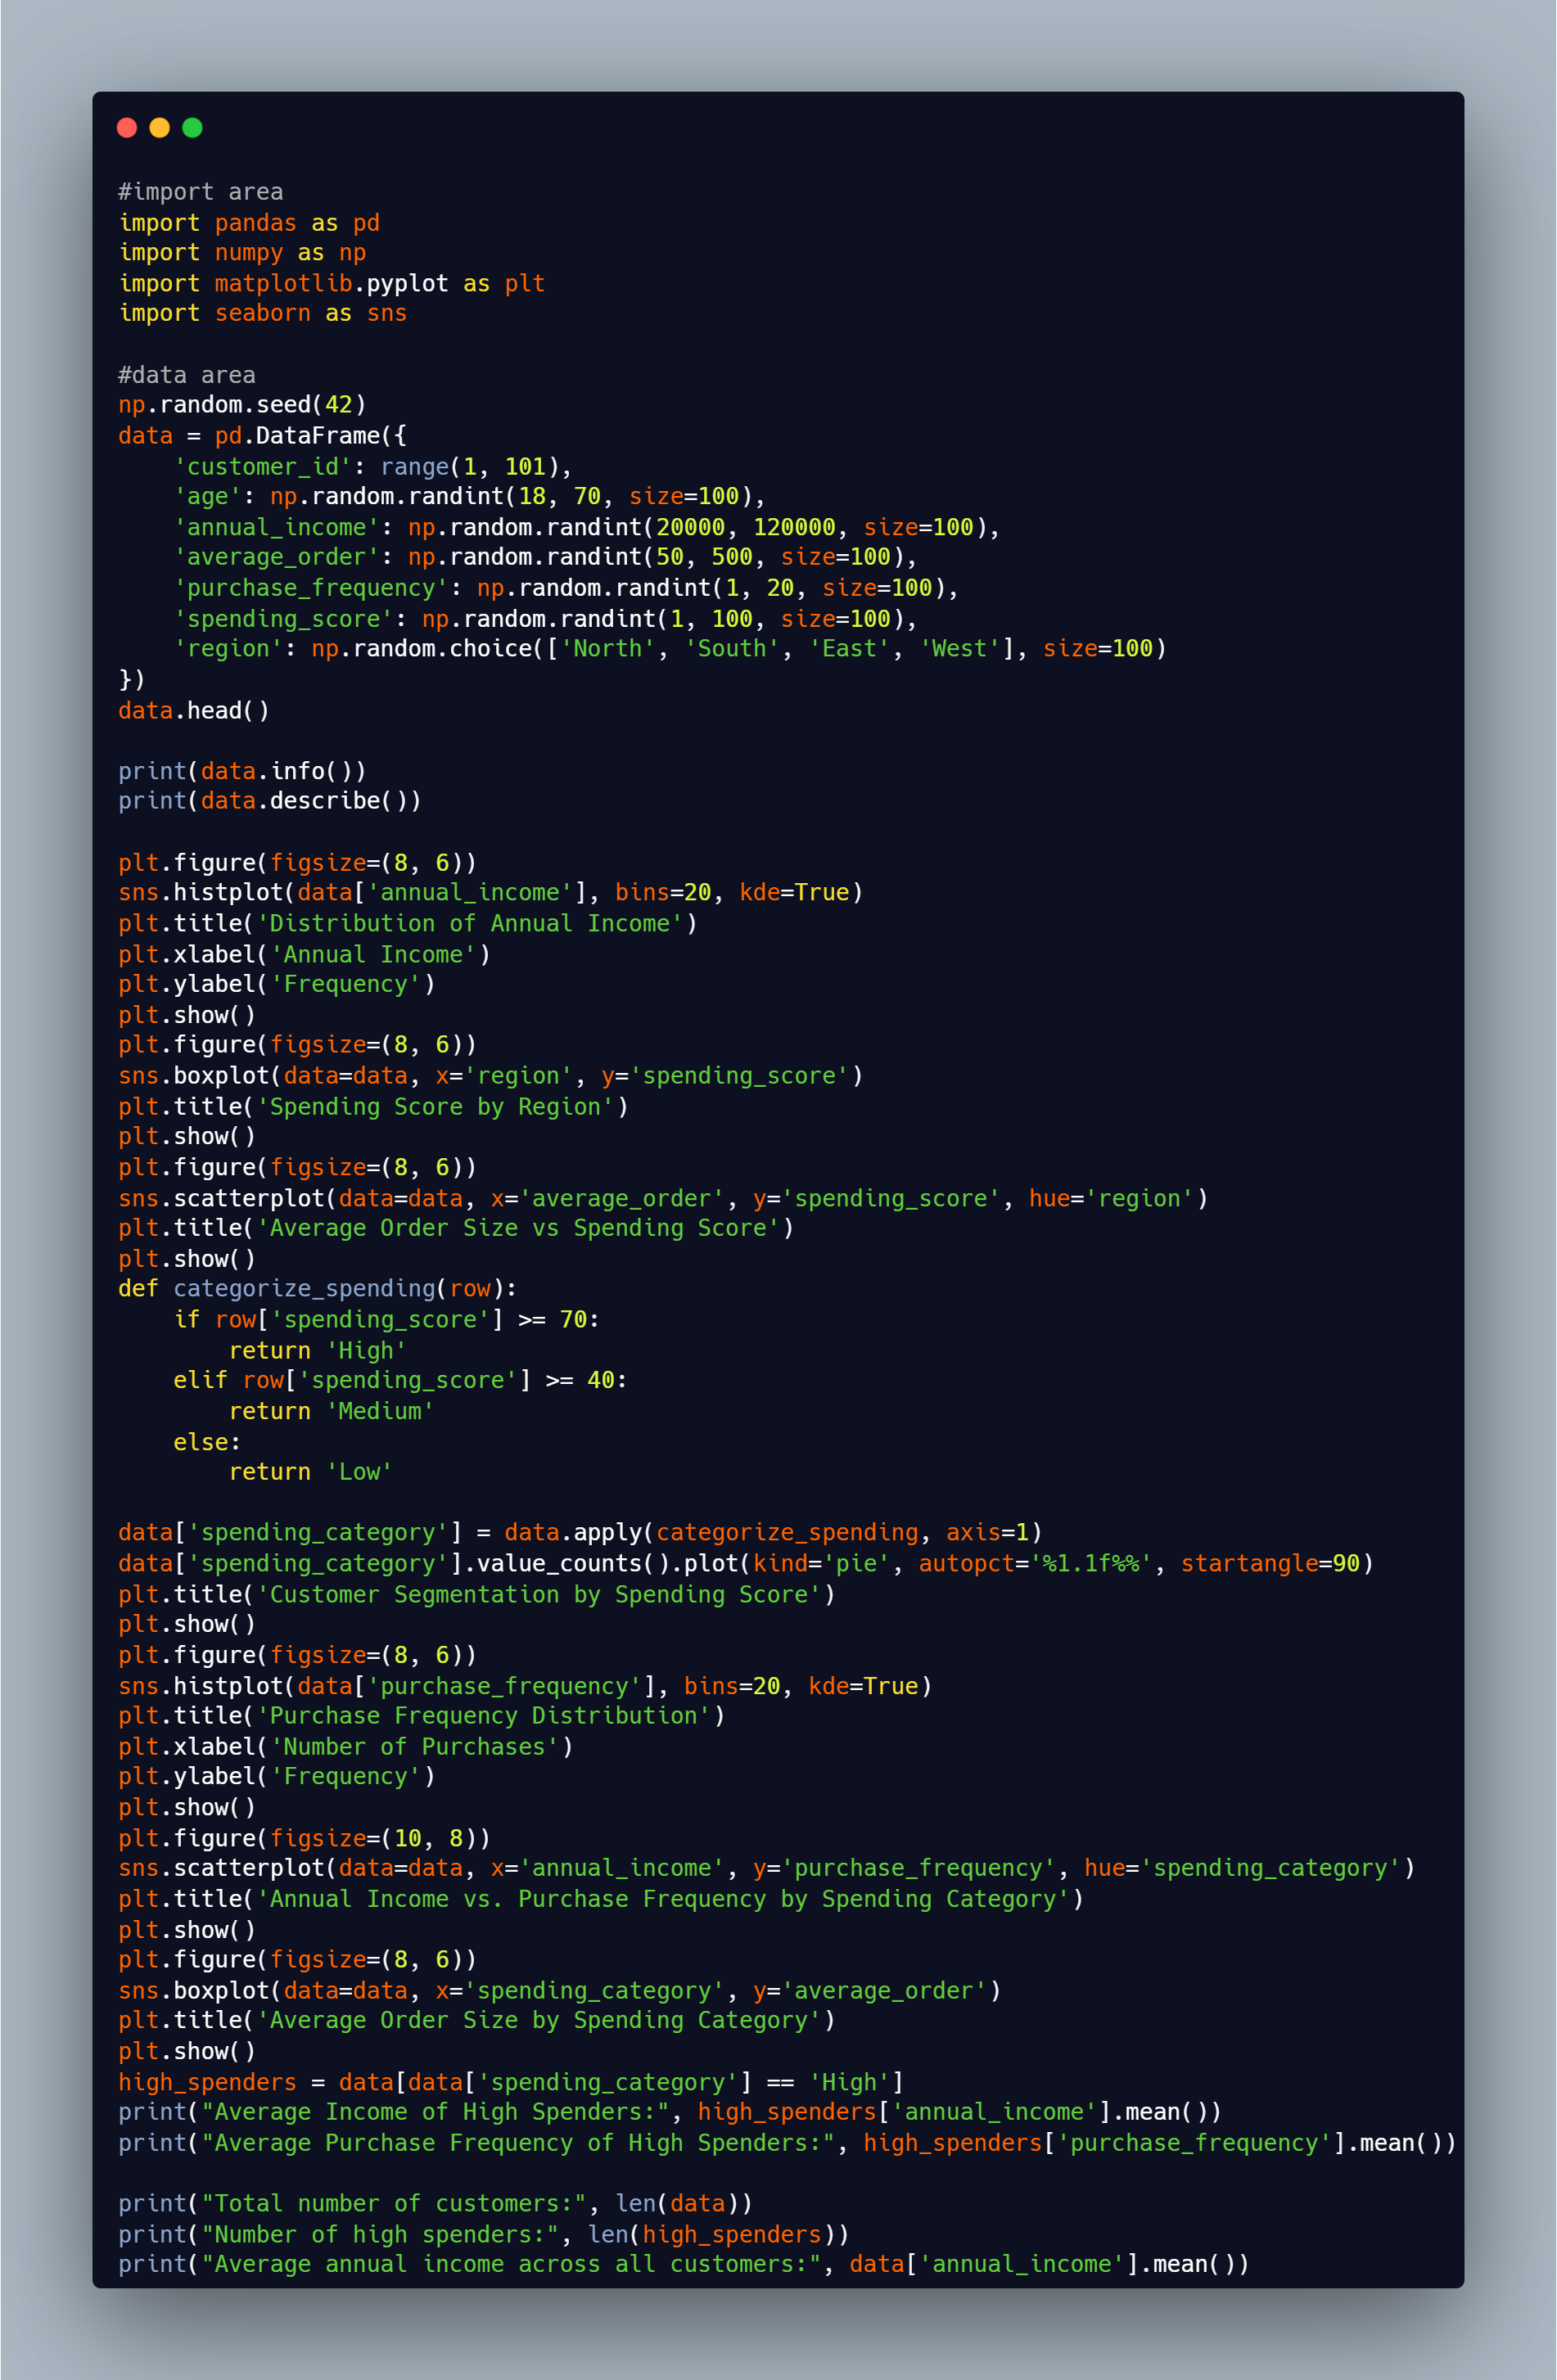 #import area
import pandas as pd
import numpy as np
import matplotlib.pyplot as plt
import seaborn as sns

#data area
np.random.seed(42)
data = pd.DataFrame({
    'customer_id': range(1, 101),
    'age': np.random.randint(18, 70, size=100),
    'annual_income': np.random.randint(20000, 120000, size=100),
    'average_order': np.random.randint(50, 500, size=100),
    'purchase_frequency': np.random.randint(1, 20, size=100),
    'spending_score': np.random.randint(1, 100, size=100),
    'region': np.random.choice(['North', 'South', 'East', 'West'], size=100)
})
data.head()

print(data.info())
print(data.describe())

plt.figure(figsize=(8, 6))
sns.histplot(data['annual_income'], bins=20, kde=True)
plt.title('Distribution of Annual Income')
plt.xlabel('Annual Income')
plt.ylabel('Frequency')
plt.show()
plt.figure(figsize=(8, 6))
sns.boxplot(data=data, x='region', y='spending_score')
plt.title('Spending Score by Region')
plt.show()
plt.figure(figsize=(8, 6))
sns.scatterplot(data=data, x='average_order', y='spending_score', hue='region')
plt.title('Average Order Size vs Spending Score')
plt.show()
def categorize_spending(row):
    if row['spending_score'] >= 70:
        return 'High'
    elif row['spending_score'] >= 40:
        return 'Medium'
    else:
        return 'Low'

data['spending_category'] = data.apply(categorize_spending, axis=1)
data['spending_category'].value_counts().plot(kind='pie', autopct='%1.1f%%', startangle=90)
plt.title('Customer Segmentation by Spending Score')
plt.show()
plt.figure(figsize=(8, 6))
sns.histplot(data['purchase_frequency'], bins=20, kde=True)
plt.title('Purchase Frequency Distribution')
plt.xlabel('Number of Purchases')
plt.ylabel('Frequency')
plt.show()
plt.figure(figsize=(10, 8))
sns.scatterplot(data=data, x='annual_income', y='purchase_frequency', hue='spending_category')
plt.title('Annual Income vs. Purchase Frequency by Spending Category')
plt.show()
plt.figure(figsize=(8, 6))
sns.boxplot(data=data, x='spending_category', y='average_order')
plt.title('Average Order Size by Spending Category')
plt.show()
high_spenders = data[data['spending_category'] == 'High']
print("Average Income of High Spenders:", high_spenders['annual_income'].mean())
print("Average Purchase Frequency of High Spenders:", high_spenders['purchase_frequency'].mean())

print("Total number of customers:", len(data))
print("Number of high spenders:", len(high_spenders))
print("Average annual income across all customers:", data['annual_income'].mean())